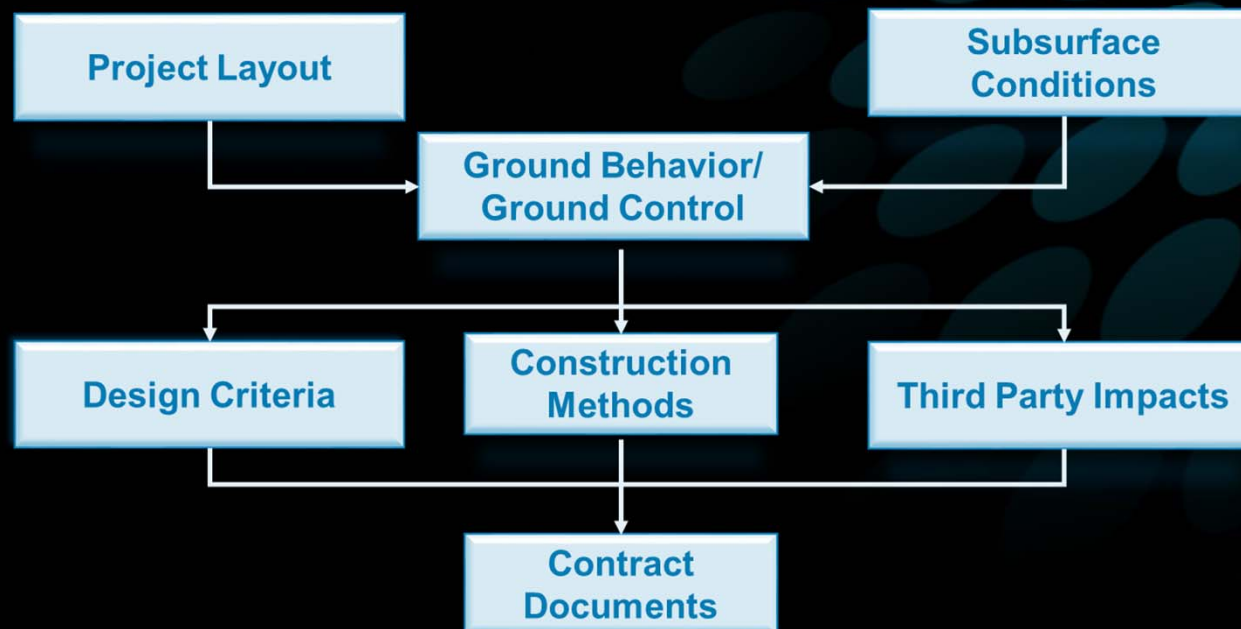 Project Layout
Subsurface
Conditions
Ground Behavior/
Ground Control
Design Criteria
Construction
Methods
Third Party Impacts
Contract
Documents